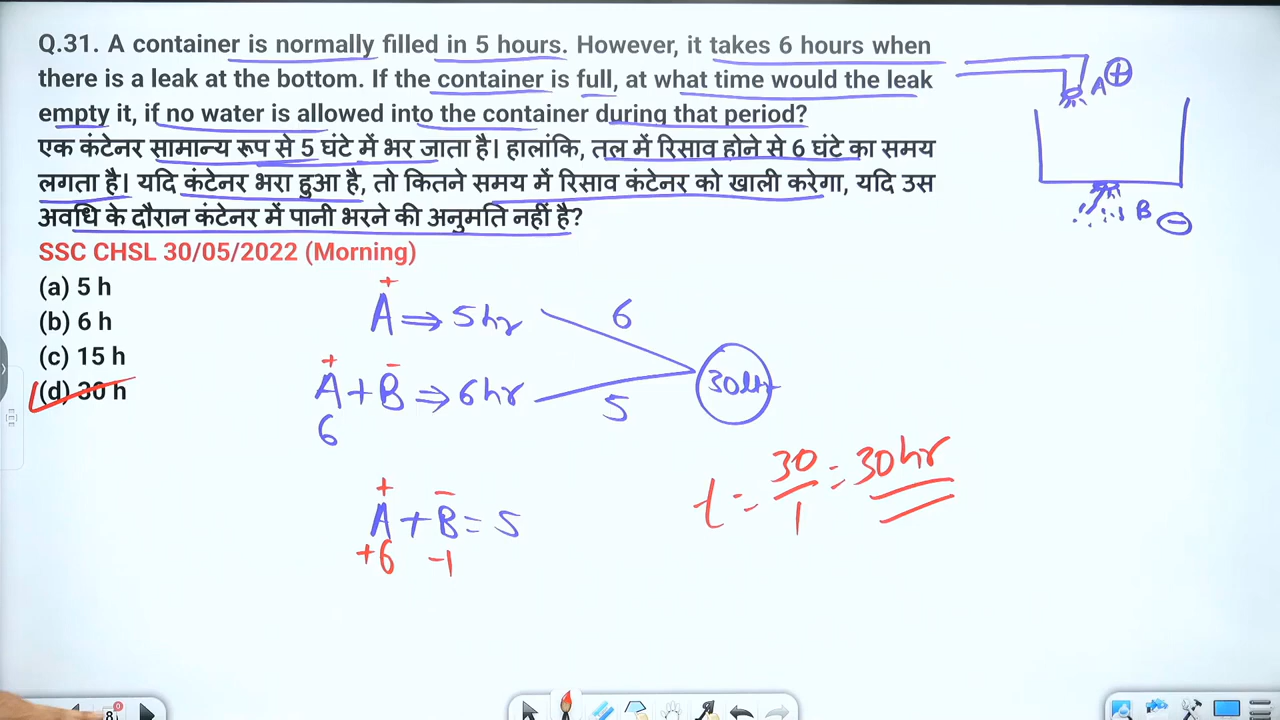 Q.31. A container is normally filled in 5 hours. However, it takes 6 hours when
there is a leak at the bottom. If the container is full, at what time would the leak
empty it, if no water is allowed into the container during that period?
एक कंटेनर सामान्य रूप से 5 घंटे में भर जाता है। हालांकि, तल में रिसाव होने से 6 घंटे का समय
लगता है। यदि कंटेनर भरा हुआ है, तो कितने समय में रिसाव कंटेनर को खाली करेगा, यदि उस
अवधि के दौरान कंटेनर में पानी भरने की अनुमति नहीं है?
SSC CHSL 30/05/2022 (Morning)
(a) 5 h
(b) 6 h
(c) 15 h
(d) 30 h
A +
B −
+
A ⇒ 5 hr 6
+ −
A + B ⇒ 6 hr 5
6
30 ltr
+ −
A + B = 5
+6 −1
t = 30/1 = 30 hr
8